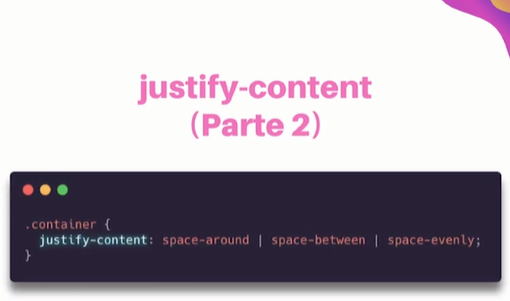 justify-content
(Parte 2)
.container {
  justify-content: space-around | space-between | space-evenly;
}